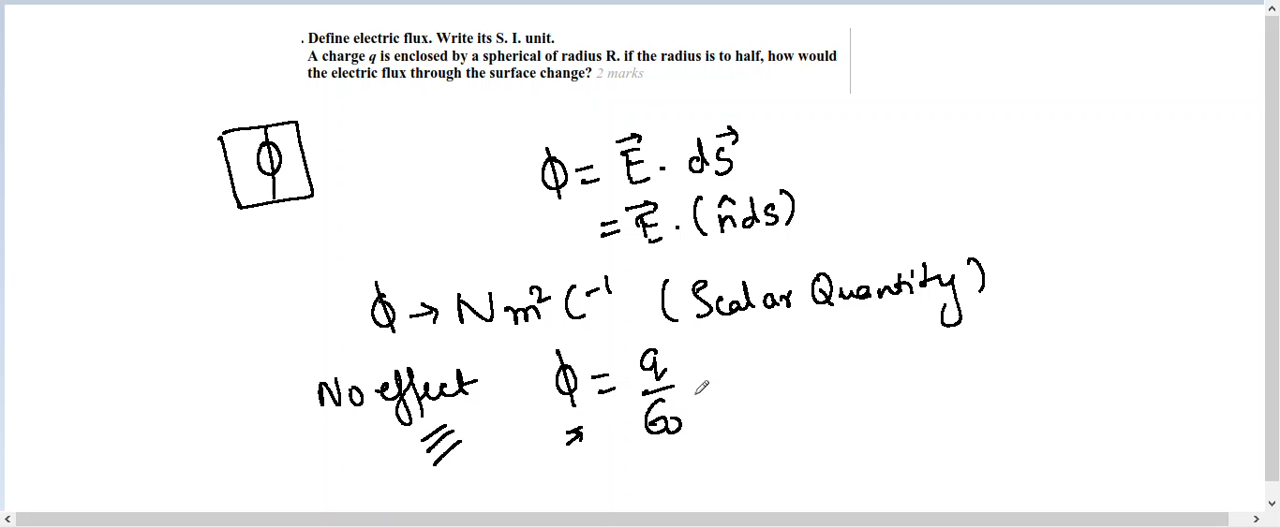 . Define electric flux. Write its S. I. unit.
A charge q is enclosed by a spherical of radius R. if the radius is to half, how would
the electric flux through the surface change? 2 marks
ϕ
ϕ = E⃗ . dS⃗
= E⃗ . (n̂ ds)
ϕ → N m² C⁻¹ (Scalar Quantity)
No effect ϕ = q/ϵ₀